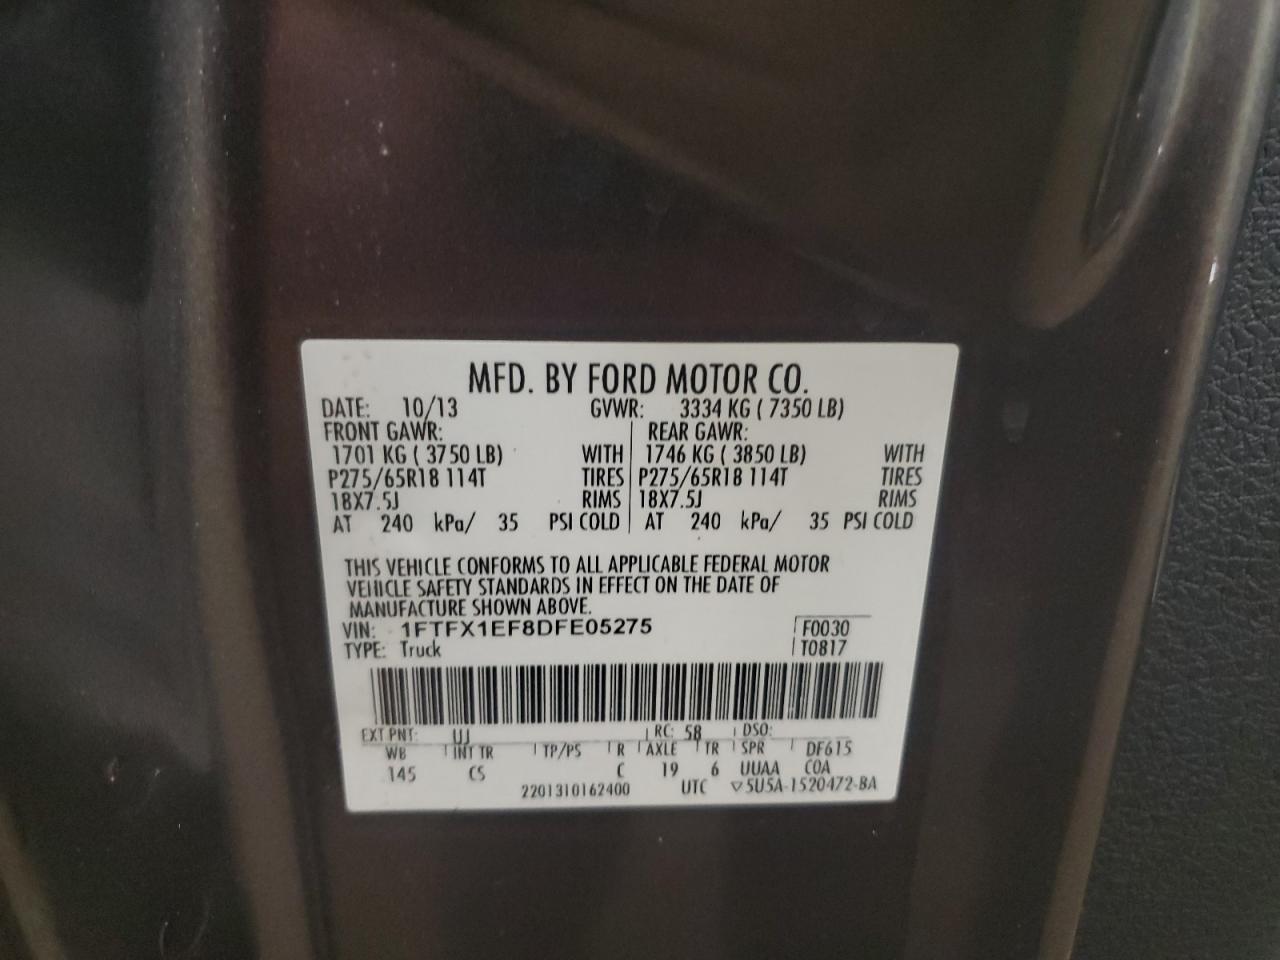 MFD. BY FORD MOTOR CO.
DATE: 10/13 GVWR: 3334 KG ( 7350 LB)
FRONT GAWR: REAR GAWR:
1701 KG ( 3750 LB) WITH 1746 KG ( 3850 LB) WITH
P275/65R18 114T TIRES P275/65R18 114T TIRES
18X7.5J RIMS 18X7.5J RIMS
AT 240 kPa/ 35 PSI COLD AT 240 kPa/ 35 PSI COLD
THIS VEHICLE CONFORMS TO ALL APPLICABLE FEDERAL MOTOR
VEHICLE SAFETY STANDARDS IN EFFECT ON THE DATE OF
MANUFACTURE SHOWN ABOVE.
VIN: 1FTFX1EF8DFE05275 F0030
TYPE: Truck T0817
EXT PNT: UJ RC: 58 DSO:
WB INT TR TP/PS R AXLE TR SPR DF615
145 CS C 19 6 UUAA COA
2201310162400 UTC ▽5U5A-1520472-BA